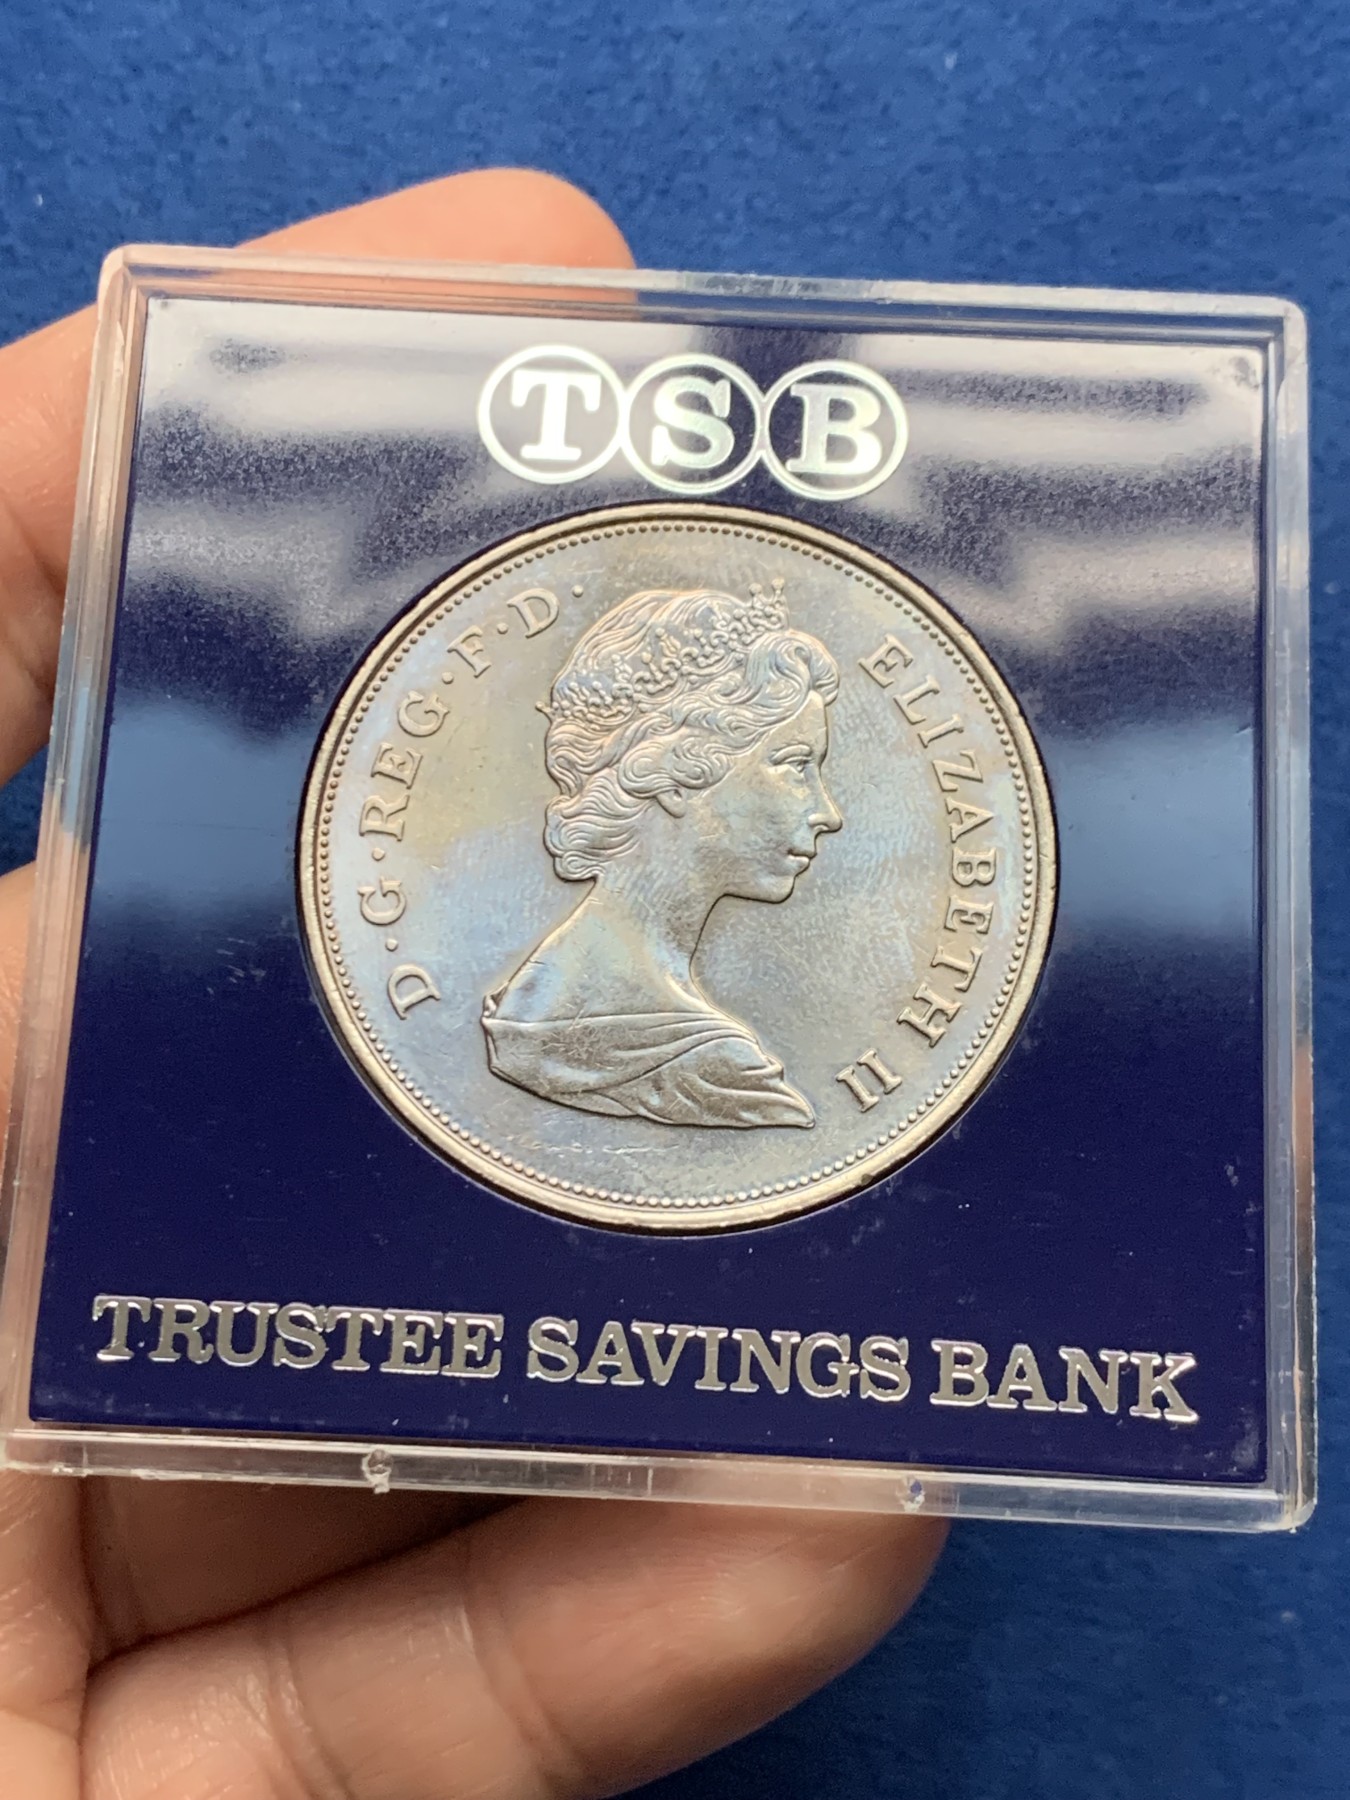 TSB
D·G·REG·F·D· ELIZABETH II
TRUSTEE SAVINGS BANK